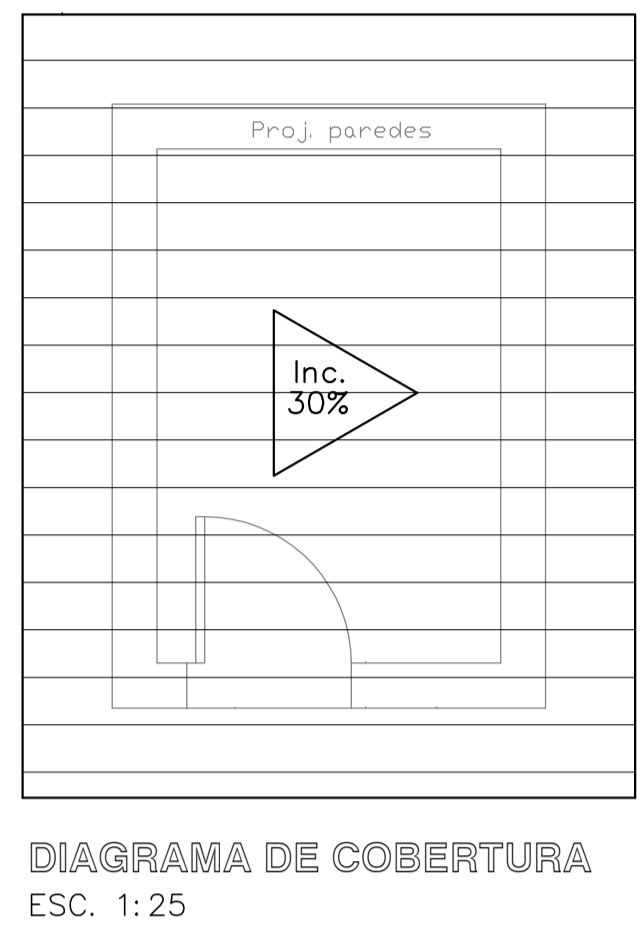 Proj. paredes
Inc.
30%
DIAGRAMA DE COBERTURA
ESC. 1:25